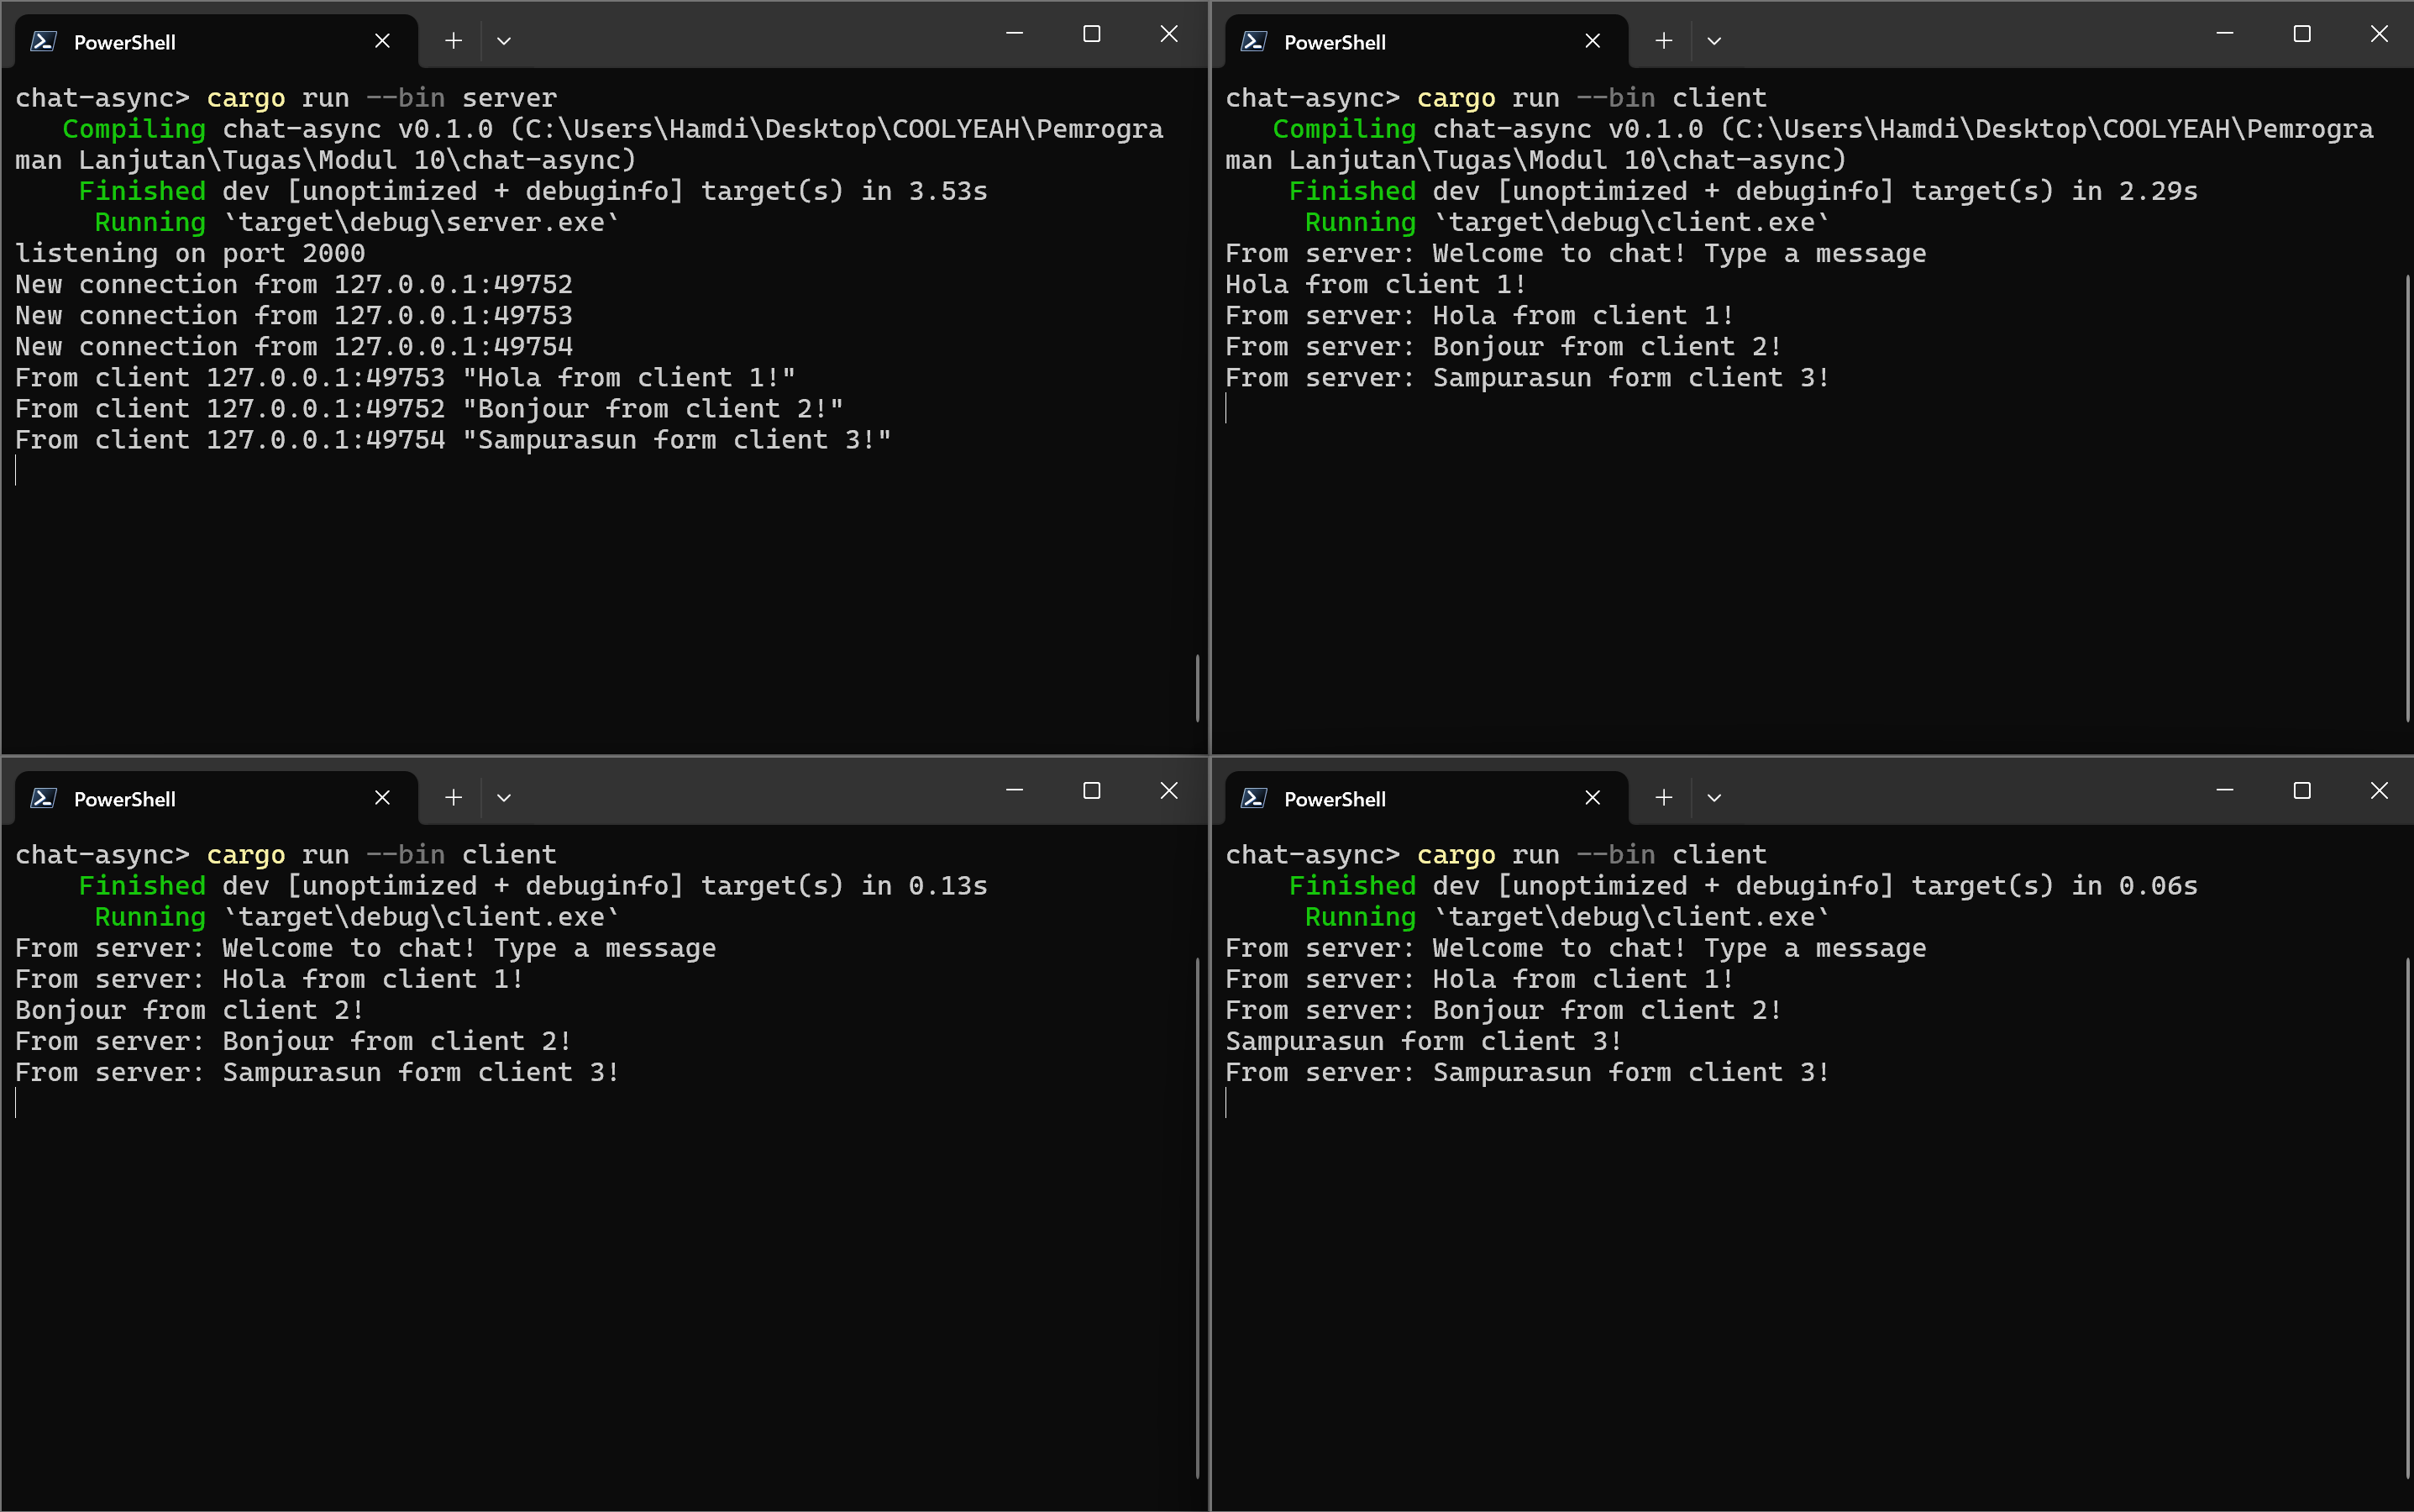 PowerShell
chat-async> cargo run --bin server
Compiling chat-async v0.1.0 (C:\Users\Hamdi\Desktop\COOLYEAH\Pemrogra
man Lanjutan\Tugas\Modul 10\chat-async)
Finished dev [unoptimized + debuginfo] target(s) in 3.53s
Running `target\debug\server.exe`
listening on port 2000
New connection from 127.0.0.1:49752
New connection from 127.0.0.1:49753
New connection from 127.0.0.1:49754
From client 127.0.0.1:49753 "Hola from client 1!"
From client 127.0.0.1:49752 "Bonjour from client 2!"
From client 127.0.0.1:49754 "Sampurasun form client 3!"
PowerShell
chat-async> cargo run --bin client
Compiling chat-async v0.1.0 (C:\Users\Hamdi\Desktop\COOLYEAH\Pemrogra
man Lanjutan\Tugas\Modul 10\chat-async)
Finished dev [unoptimized + debuginfo] target(s) in 2.29s
Running `target\debug\client.exe`
From server: Welcome to chat! Type a message
Hola from client 1!
From server: Hola from client 1!
From server: Bonjour from client 2!
From server: Sampurasun form client 3!
PowerShell
chat-async> cargo run --bin client
Finished dev [unoptimized + debuginfo] target(s) in 0.13s
Running `target\debug\client.exe`
From server: Welcome to chat! Type a message
From server: Hola from client 1!
Bonjour from client 2!
From server: Bonjour from client 2!
From server: Sampurasun form client 3!
PowerShell
chat-async> cargo run --bin client
Finished dev [unoptimized + debuginfo] target(s) in 0.06s
Running `target\debug\client.exe`
From server: Welcome to chat! Type a message
From server: Hola from client 1!
From server: Bonjour from client 2!
Sampurasun form client 3!
From server: Sampurasun form client 3!